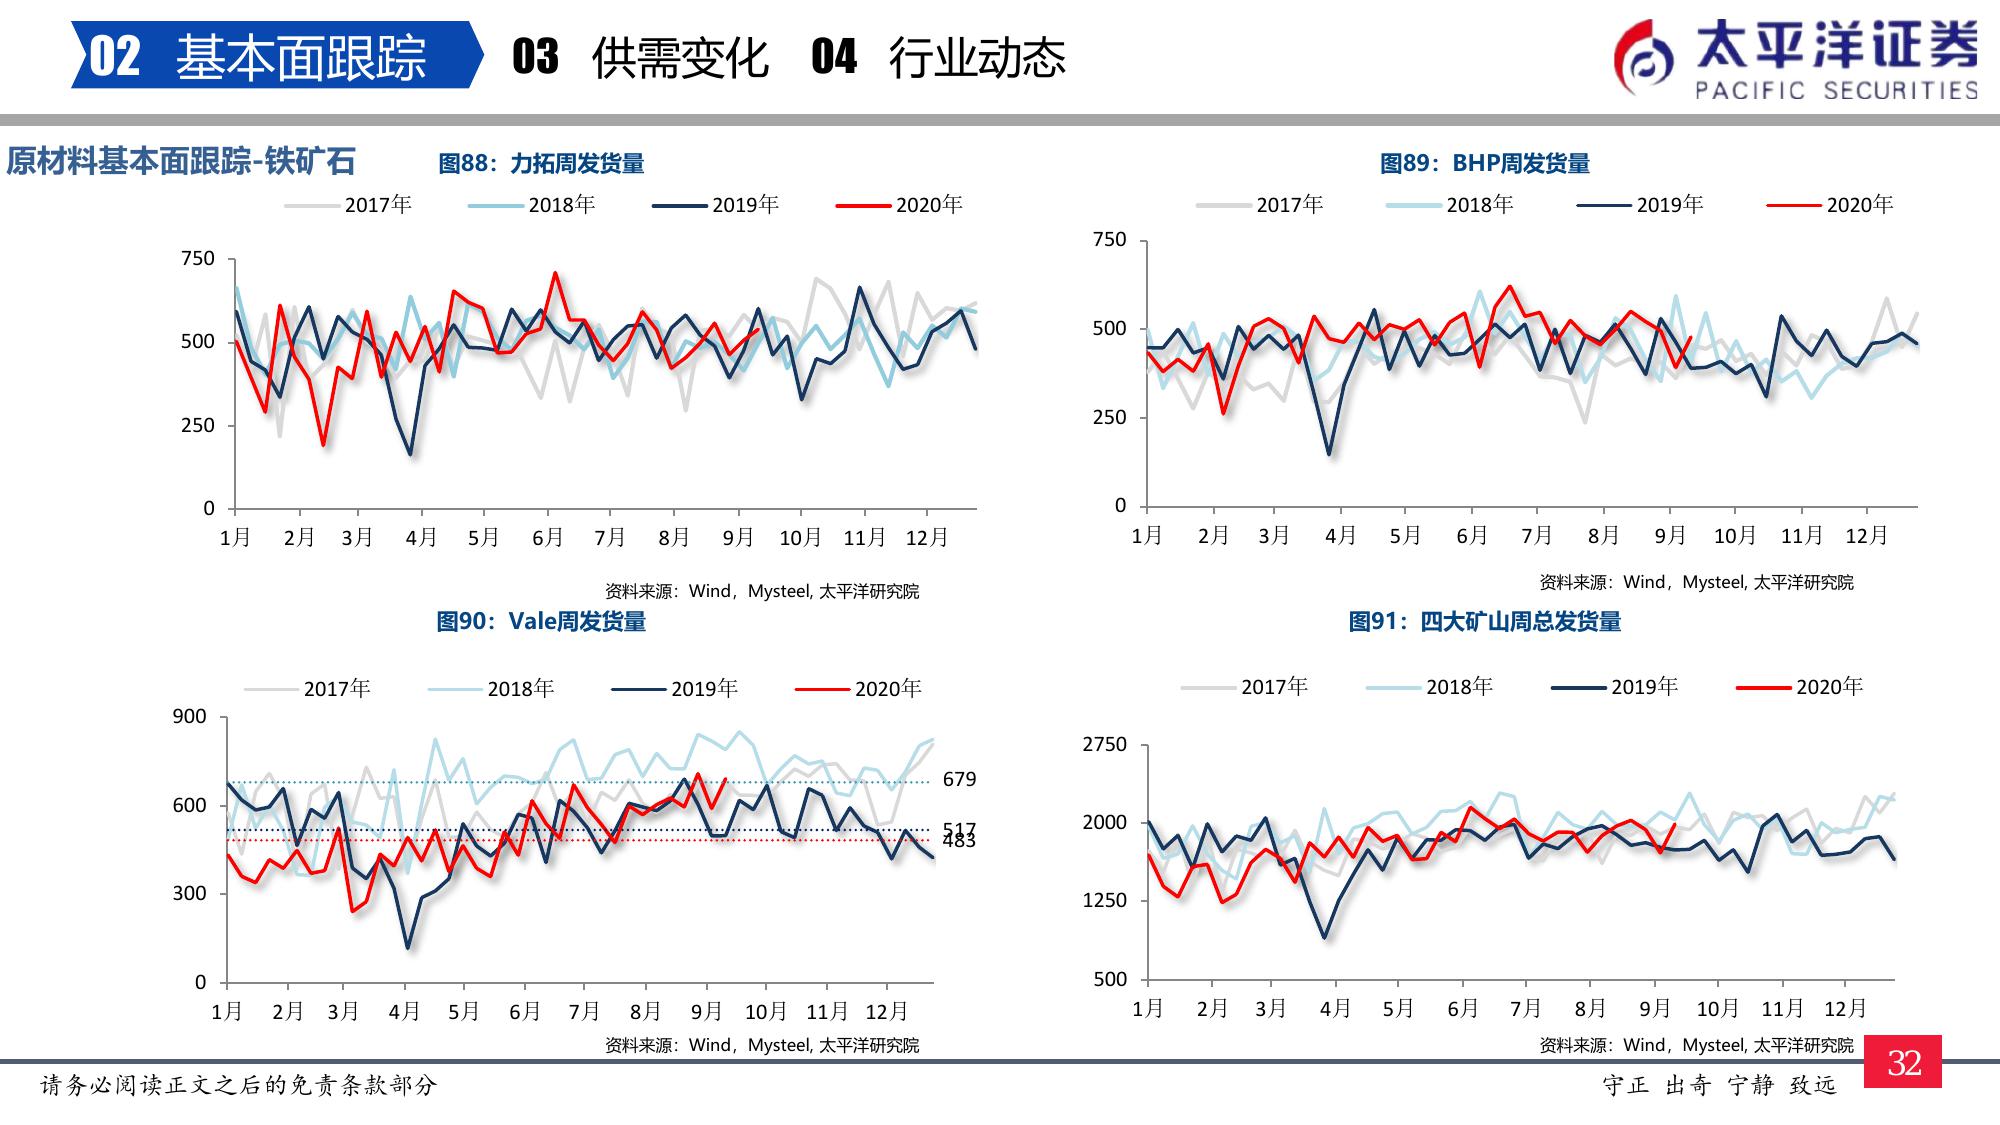 02 基本面跟踪 03 供需变化 04 行业动态
太平洋证券
PACIFIC SECURITIES
原材料基本面跟踪-铁矿石
图88：力拓周发货量
2017年 2018年 2019年 2020年
750
500
250
0
1月 2月 3月 4月 5月 6月 7月 8月 9月 10月 11月 12月
资料来源：Wind，Mysteel, 太平洋研究院
图89：BHP周发货量
2017年 2018年 2019年 2020年
750
500
250
0
1月 2月 3月 4月 5月 6月 7月 8月 9月 10月 11月 12月
资料来源：Wind，Mysteel, 太平洋研究院
图90：Vale周发货量
2017年 2018年 2019年 2020年
900
600
300
0
679
517
483
1月 2月 3月 4月 5月 6月 7月 8月 9月 10月 11月 12月
资料来源：Wind，Mysteel, 太平洋研究院
图91：四大矿山周总发货量
2017年 2018年 2019年 2020年
2750
2000
1250
500
1月 2月 3月 4月 5月 6月 7月 8月 9月 10月 11月 12月
资料来源：Wind，Mysteel, 太平洋研究院
32
请务必阅读正文之后的免责条款部分
守正 出奇 宁静 致远